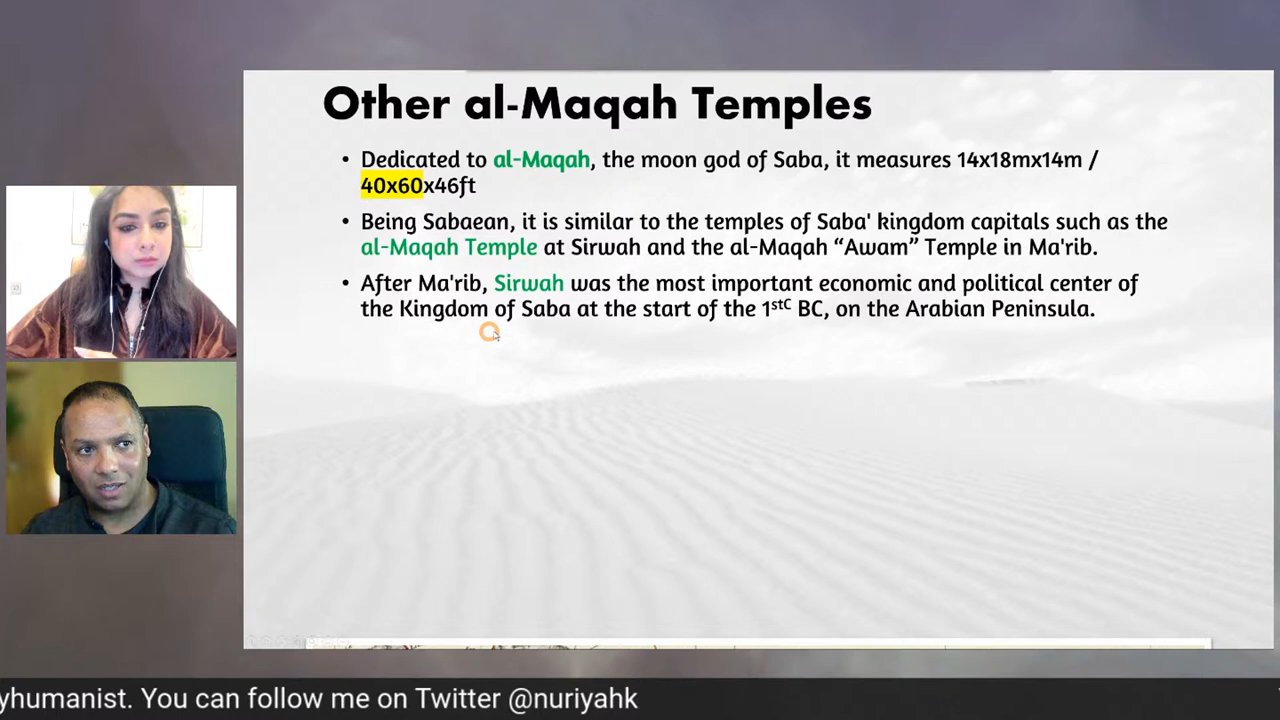 Other al-Maqah Temples
• Dedicated to al-Maqah, the moon god of Saba, it measures 14x18mx14m /
40x60x46ft
• Being Sabaean, it is similar to the temples of Saba' kingdom capitals such as the
al-Maqah Temple at Sirwah and the al-Maqah “Awam” Temple in Ma'rib.
• After Ma'rib, Sirwah was the most important economic and political center of
the Kingdom of Saba at the start of the 1stC BC, on the Arabian Peninsula.
yhumanist. You can follow me on Twitter @nuriyahk